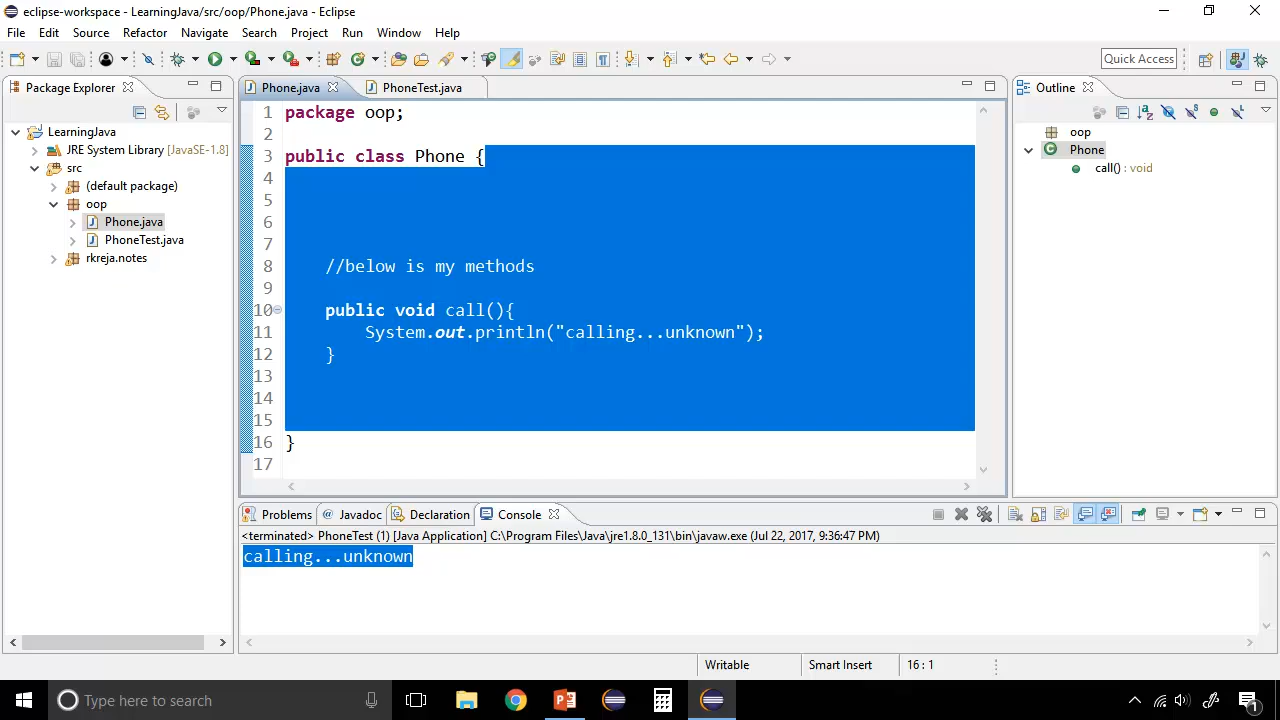 eclipse-workspace - LearningJava/src/oop/Phone.java - Eclipse
File Edit Source Refactor Navigate Search Project Run Window Help
Quick Access
Package Explorer
LearningJava
JRE System Library [JavaSE-1.8]
src
(default package)
oop
Phone.java
PhoneTest.java
rkreja.notes
Phone.java PhoneTest.java
1 package oop;
2
3 public class Phone {
4
5
6
7
8 //below is my methods
9
10 public void call(){
11 System.out.println("calling...unknown");
12 }
13
14
15
16 }
17
Outline
oop
Phone
call() : void
Problems @ Javadoc Declaration Console
<terminated> PhoneTest (1) [Java Application] C:\Program Files\Java\jre1.8.0_131\bin\javaw.exe (Jul 22, 2017, 9:36:47 PM)
calling...unknown
Writable Smart Insert 16 : 1
Type here to search
1